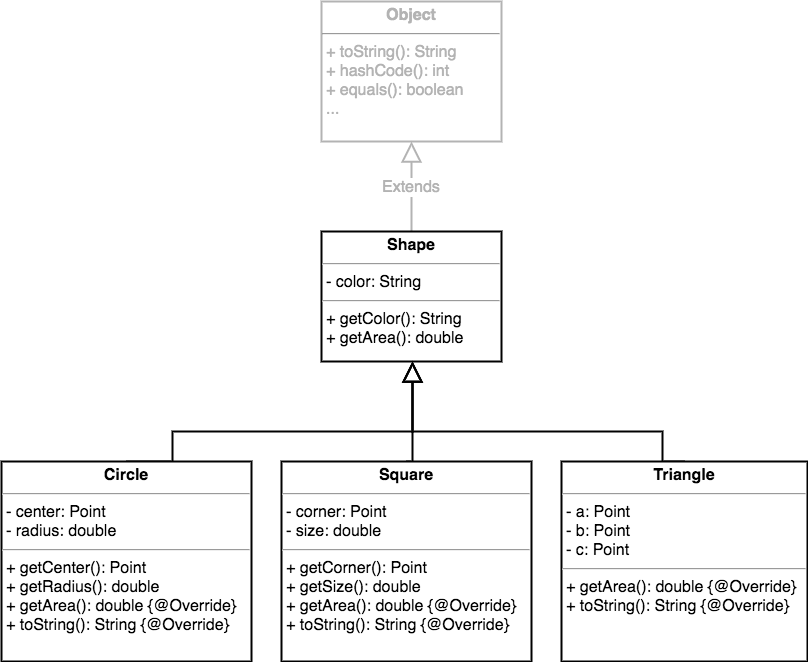 Object
+ toString(): String
+ hashCode(): int
+ equals(): boolean
...
Extends
Shape
- color: String
+ getColor(): String
+ getArea(): double
Circle
- center: Point
- radius: double
+ getCenter(): Point
+ getRadius(): double
+ getArea(): double {@Override}
+ toString(): String {@Override}
Square
- corner: Point
- size: double
+ getCorner(): Point
+ getSize(): double
+ getArea(): double {@Override}
+ toString(): String {@Override}
Triangle
- a: Point
- b: Point
- c: Point
+ getArea(): double {@Override}
+ toString(): String {@Override}